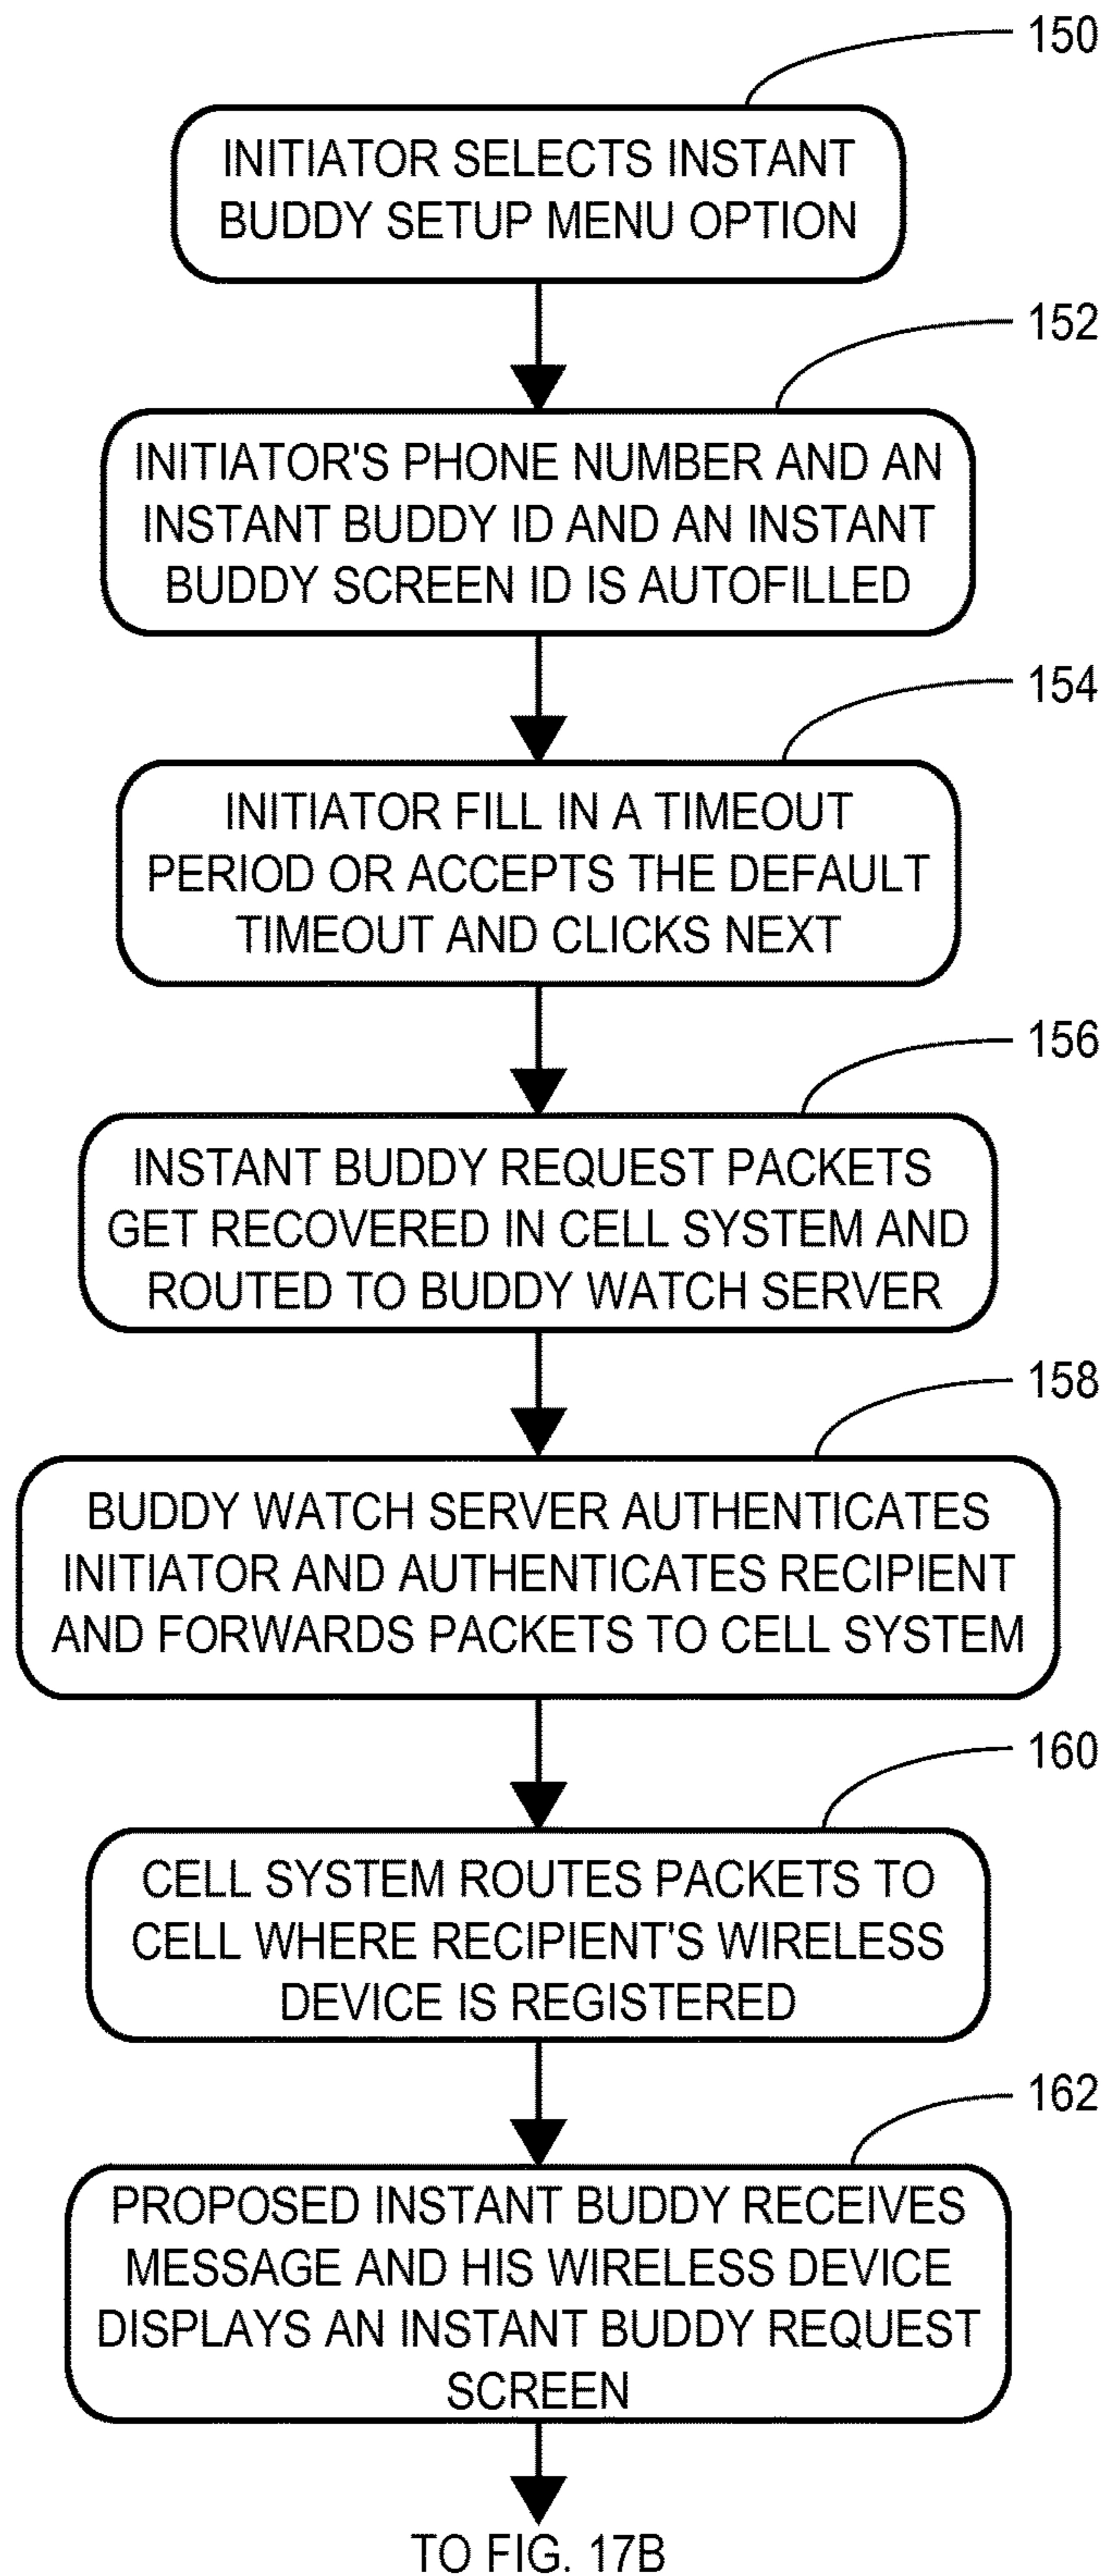 150
INITIATOR SELECTS INSTANT
BUDDY SETUP MENU OPTION
152
INITIATOR'S PHONE NUMBER AND AN
INSTANT BUDDY ID AND AN INSTANT
BUDDY SCREEN ID IS AUTOFILLED
154
INITIATOR FILL IN A TIMEOUT
PERIOD OR ACCEPTS THE DEFAULT
TIMEOUT AND CLICKS NEXT
156
INSTANT BUDDY REQUEST PACKETS
GET RECOVERED IN CELL SYSTEM AND
ROUTED TO BUDDY WATCH SERVER
158
BUDDY WATCH SERVER AUTHENTICATES
INITIATOR AND AUTHENTICATES RECIPIENT
AND FORWARDS PACKETS TO CELL SYSTEM
160
CELL SYSTEM ROUTES PACKETS TO
CELL WHERE RECIPIENT'S WIRELESS
DEVICE IS REGISTERED
162
PROPOSED INSTANT BUDDY RECEIVES
MESSAGE AND HIS WIRELESS DEVICE
DISPLAYS AN INSTANT BUDDY REQUEST
SCREEN
TO FIG. 17B